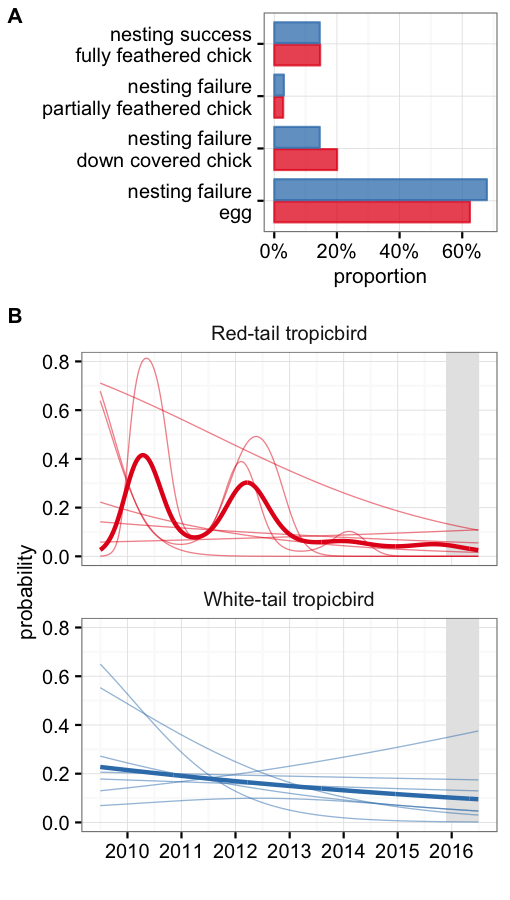 A
nesting success
fully feathered chick
nesting failure
partially feathered chick
nesting failure
down covered chick
nesting failure
egg
0% 20% 40% 60%
proportion
B
Red-tail tropicbird
0.8
0.6
0.4
0.2
0.0
probability
White-tail tropicbird
0.8
0.6
0.4
0.2
0.0
2010 2011 2012 2013 2014 2015 2016